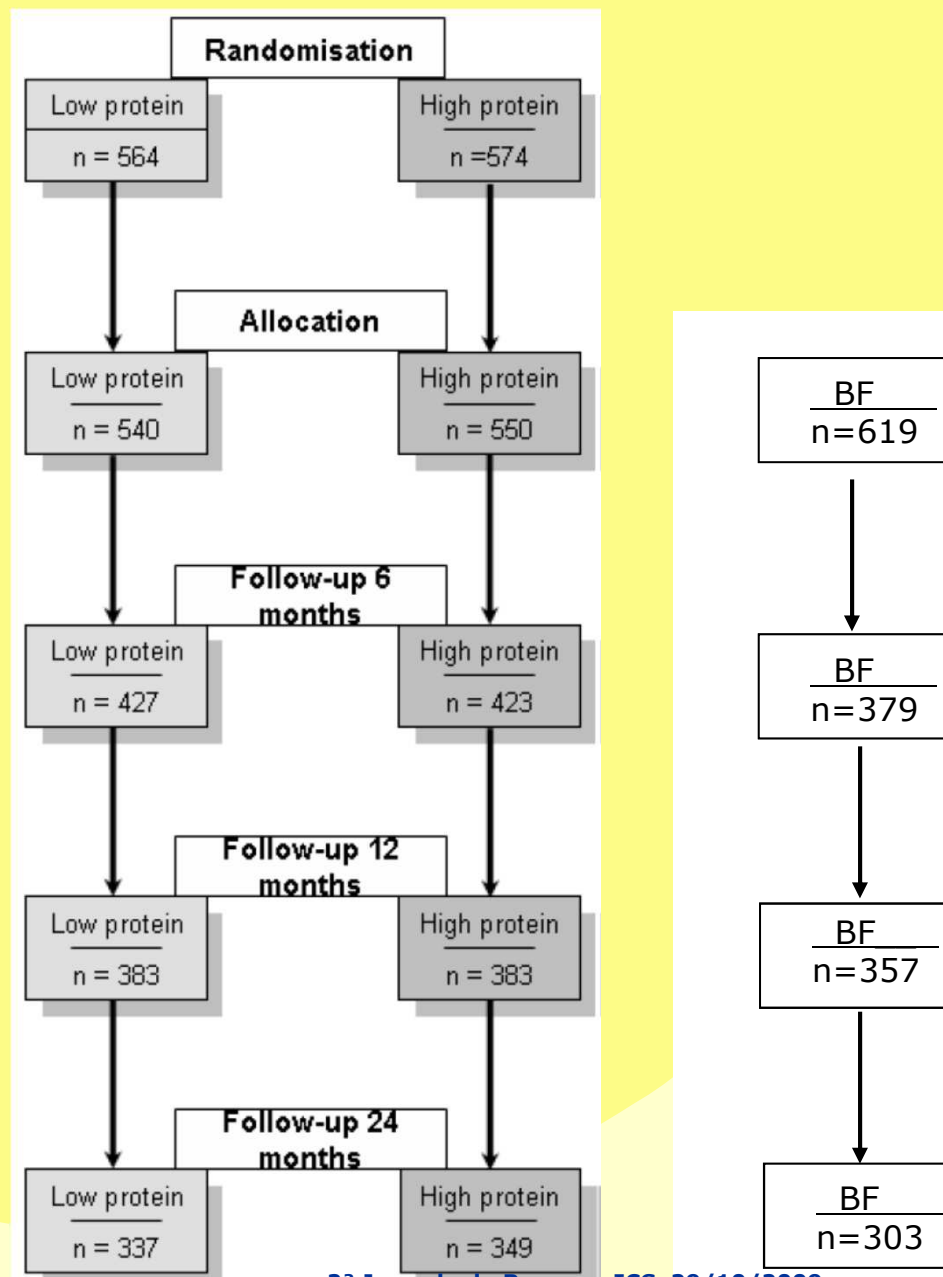 Randomisation
Low protein
n = 564
High protein
n =574
Allocation
Low protein
n = 540
High protein
n = 550
BF
n=619
Follow-up 6
months
Low protein
n = 427
High protein
n = 423
BF
n=379
Follow-up 12
months
Low protein
n = 383
High protein
n = 383
BF
n=357
Follow-up 24
months
Low protein
n = 337
High protein
n = 349
BF
n=303